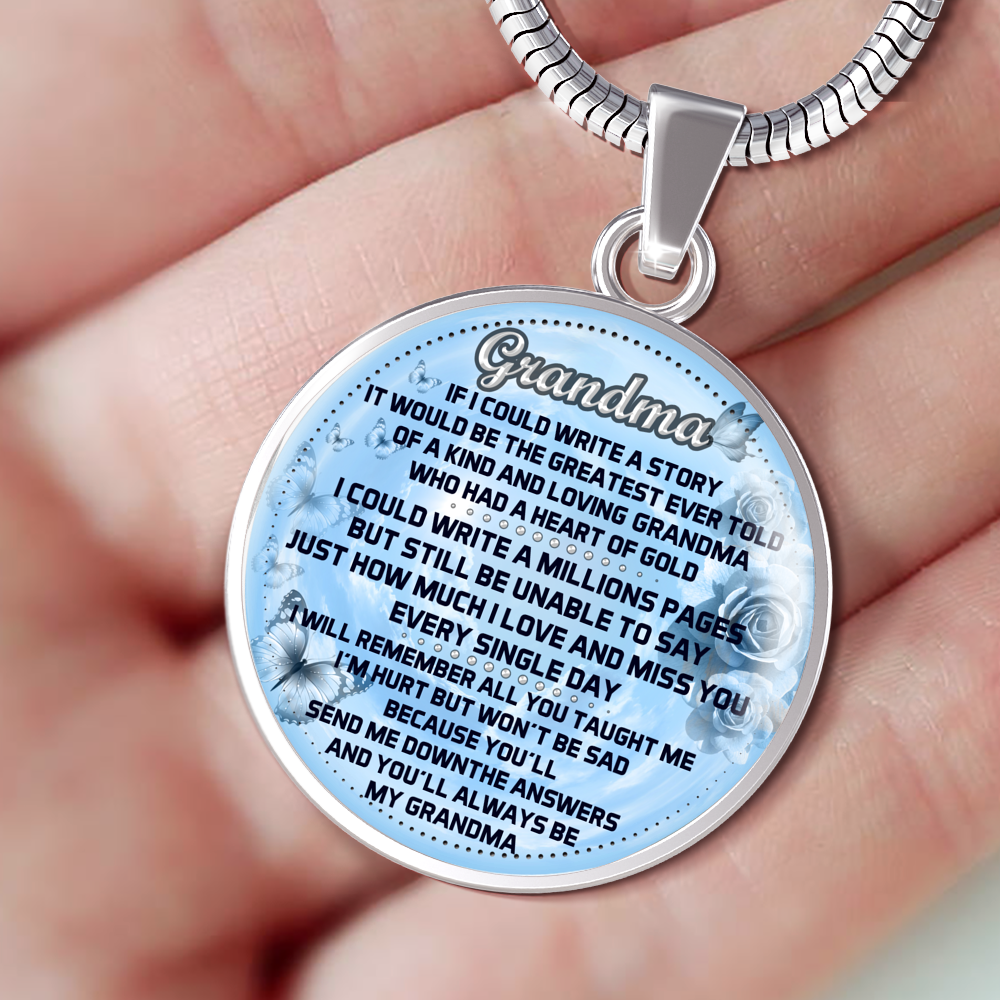 Grandma
IF I COULD WRITE A STORY
IT WOULD BE THE GREATEST EVER TOLD
OF A KIND AND LOVING GRANDMA
WHO HAD A HEART OF GOLD
I COULD WRITE A MILLIONS PAGES
BUT STILL BE UNABLE TO SAY
JUST HOW MUCH I LOVE AND MISS YOU
EVERY SINGLE DAY
I WILL REMEMBER ALL YOU TAUGHT ME
I'M HURT BUT WON'T BE SAD
BECAUSE YOU'LL
SEND ME DOWNTHE ANSWERS
AND YOU'LL ALWAYS BE
MY GRANDMA